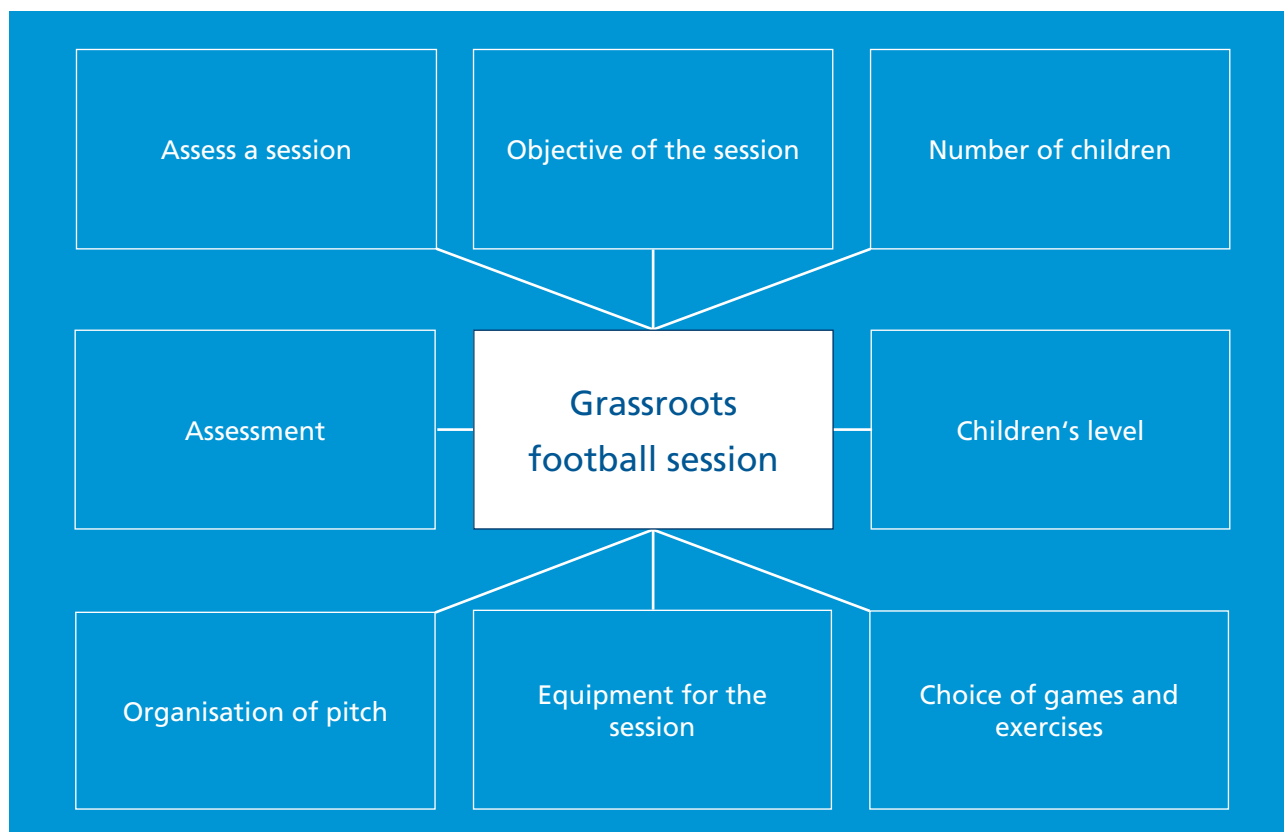 Assess a session
Objective of the session
Number of children
Assessment
Grassroots
football session
Children‘s level
Organisation of pitch
Equipment for the
session
Choice of games and
exercises